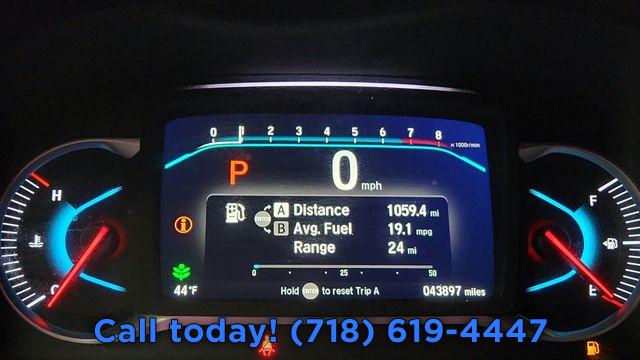 0 1 2 3 4 5 6 7 8
x1000r/min
P 0 mph
H
F
ENTER A Distance 1059.4 mi
B Avg. Fuel 19.1 mpg
Range 24 mi
i
0 25 50
C
E
44°F Hold ENTER to reset Trip A 043897 miles
Call today! (718) 619-4447